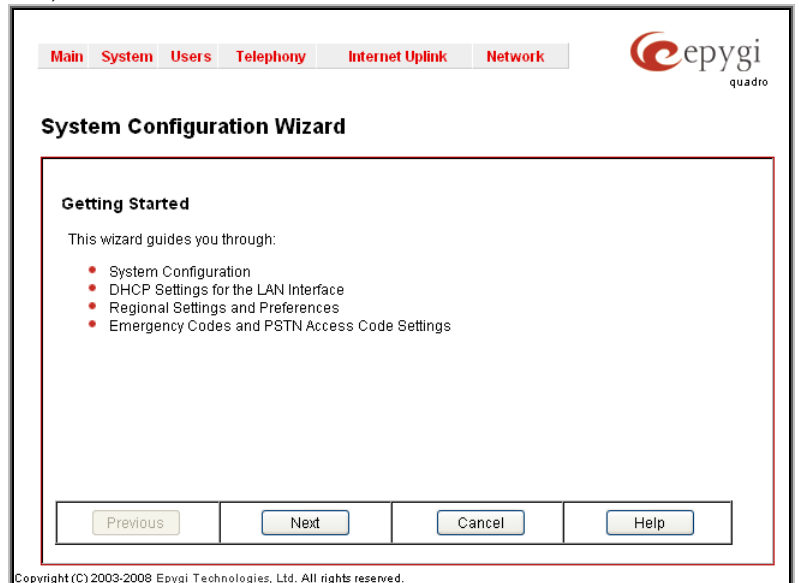 Main System Users Telephony Internet Uplink Network
epygi
quadro
System Configuration Wizard
Getting Started
This wizard guides you through:
System Configuration
DHCP Settings for the LAN Interface
Regional Settings and Preferences
Emergency Codes and PSTN Access Code Settings
Previous Next Cancel Help
Copyright (C) 2003-2008 Epygi Technologies, Ltd. All rights reserved.